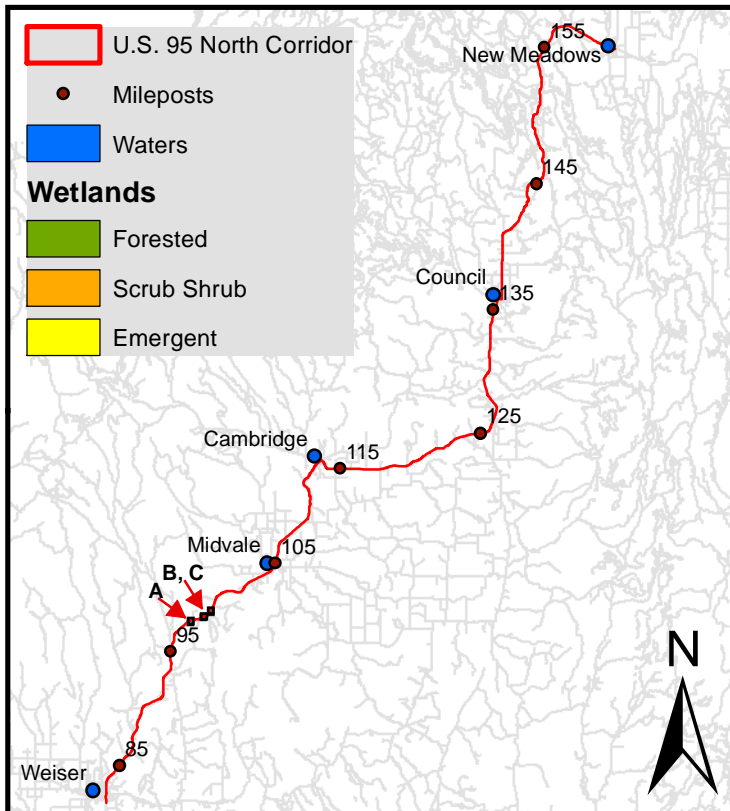 U.S. 95 North Corridor
Mileposts
Waters
Wetlands
Forested
Scrub Shrub
Emergent
155
New Meadows
145
Council
135
125
Cambridge
115
Midvale
105
B, C
A
95
85
Weiser
N